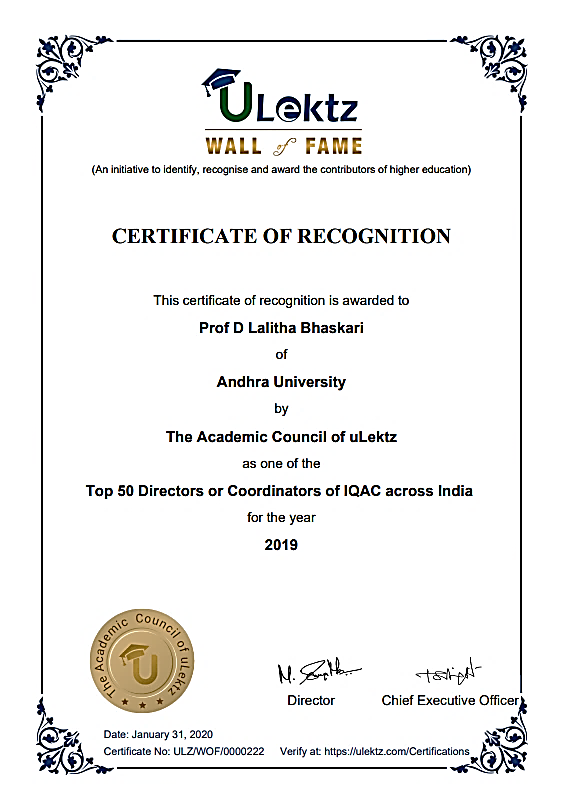 ULektz
WALL of FAME
(An initiative to identify, recognise and award the contributors of higher education)
CERTIFICATE OF RECOGNITION
This certificate of recognition is awarded to
Prof D Lalitha Bhaskari
of
Andhra University
by
The Academic Council of uLektz
as one of the
Top 50 Directors or Coordinators of IQAC across India
for the year
2019
The Academic Council of uLektz
U
Director
Chief Executive Officer
Date: January 31, 2020
Certificate No: ULZ/WOF/0000222 Verify at: https://ulektz.com/Certifications